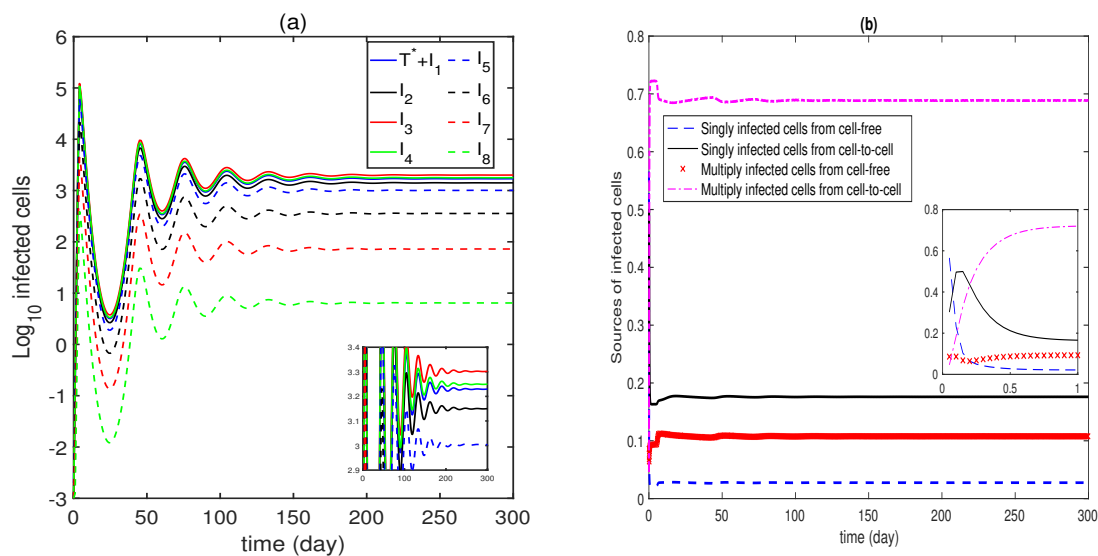 (a)
Log10 infected cells
6
5
4
3
2
1
0
-1
-2
-3
0 50 100 150 200 250 300
time (day)
T*+I1
I2
I3
I4
I5
I6
I7
I8
3.4
3.3
3.2
3.1
3
2.9
0 100 200 300
(b)
Sources of infected cells
0.8
0.7
0.6
0.5
0.4
0.3
0.2
0.1
0
0 50 100 150 200 250 300
time (day)
Singly infected cells from cell-free
Singly infected cells from cell-to-cell
Multiply infected cells from cell-free
Multiply infected cells from cell-to-cell
0.8
0.6
0.4
0.2
0
0 0.5 1